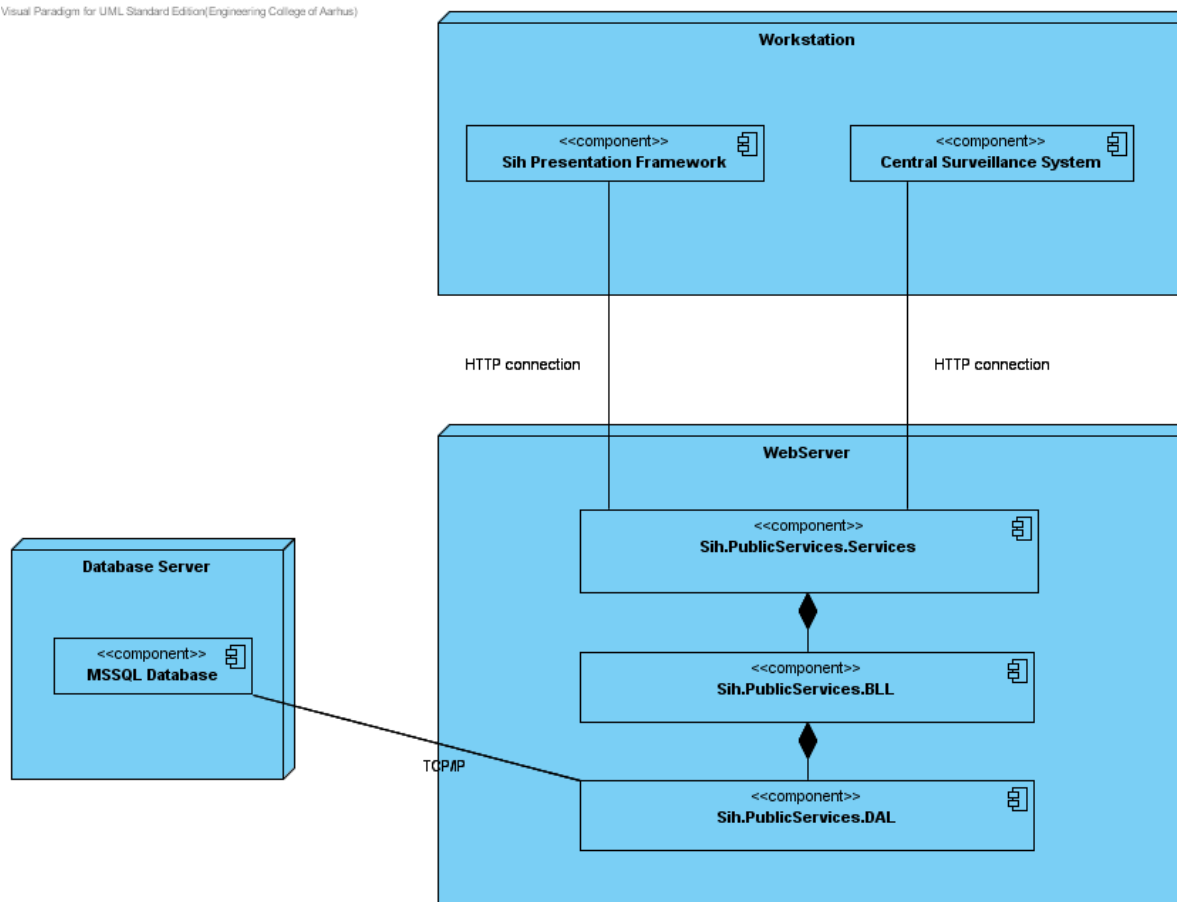 Visual Paradigm for UML Standard Edition(Engineering College of Aarhus)
Workstation
<<component>>
Sih Presentation Framework
<<component>>
Central Surveillance System
HTTP connection
HTTP connection
WebServer
<<component>>
Sih.PublicServices.Services
Database Server
<<component>>
MSSQL Database
<<component>>
Sih.PublicServices.BLL
TCP/IP
<<component>>
Sih.PublicServices.DAL